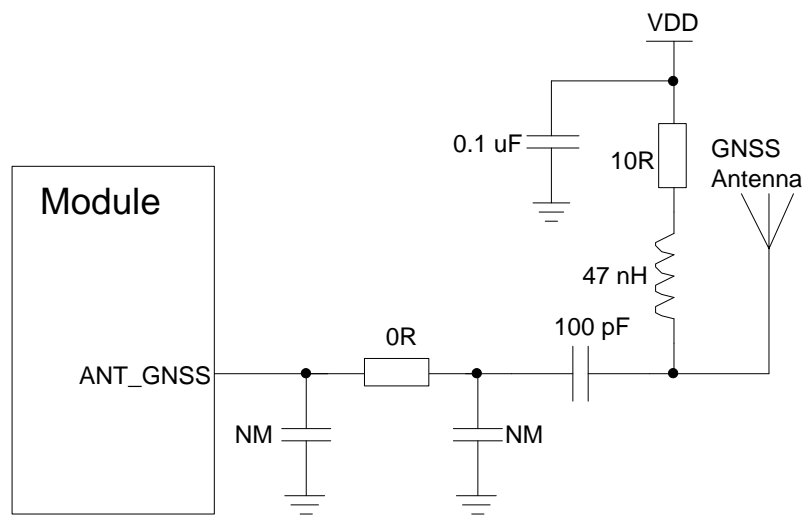 VDD
0.1 uF
10R
GNSS
Antenna
Module
47 nH
100 pF
0R
ANT_GNSS
NM
NM